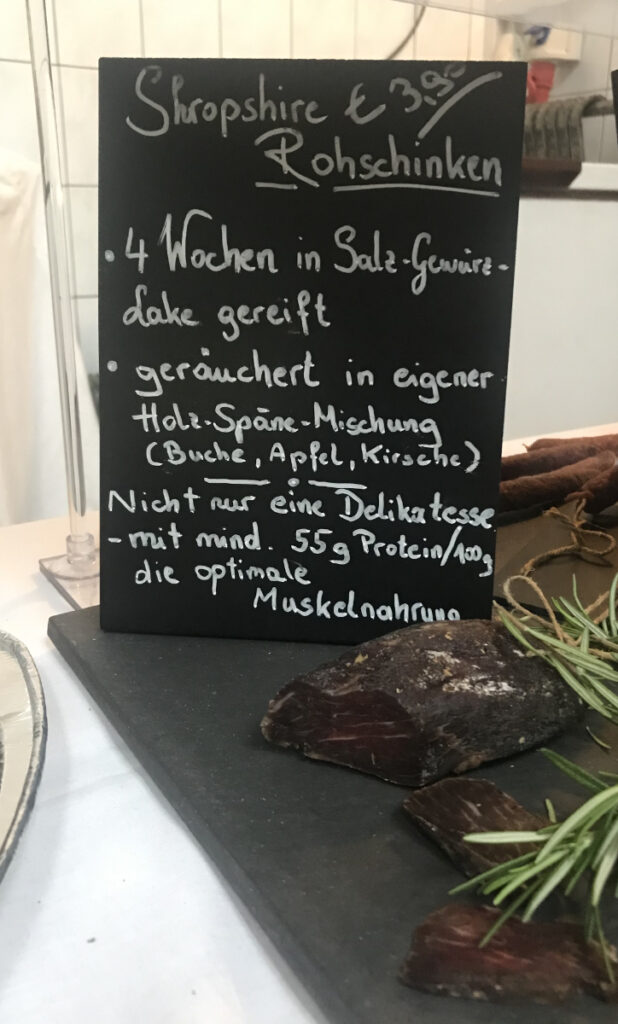 Shropshire € 3,90
Rohschinken
• 4 Wochen in Salz-Gewürz-
lake gereift
• geräuchert in eigener
Holz-Späne-Mischung
(Buche, Apfel, Kirsche)
Nicht nur eine Delikatesse
- mit mind. 55g Protein/100g
die optimale
Muskelnahrung